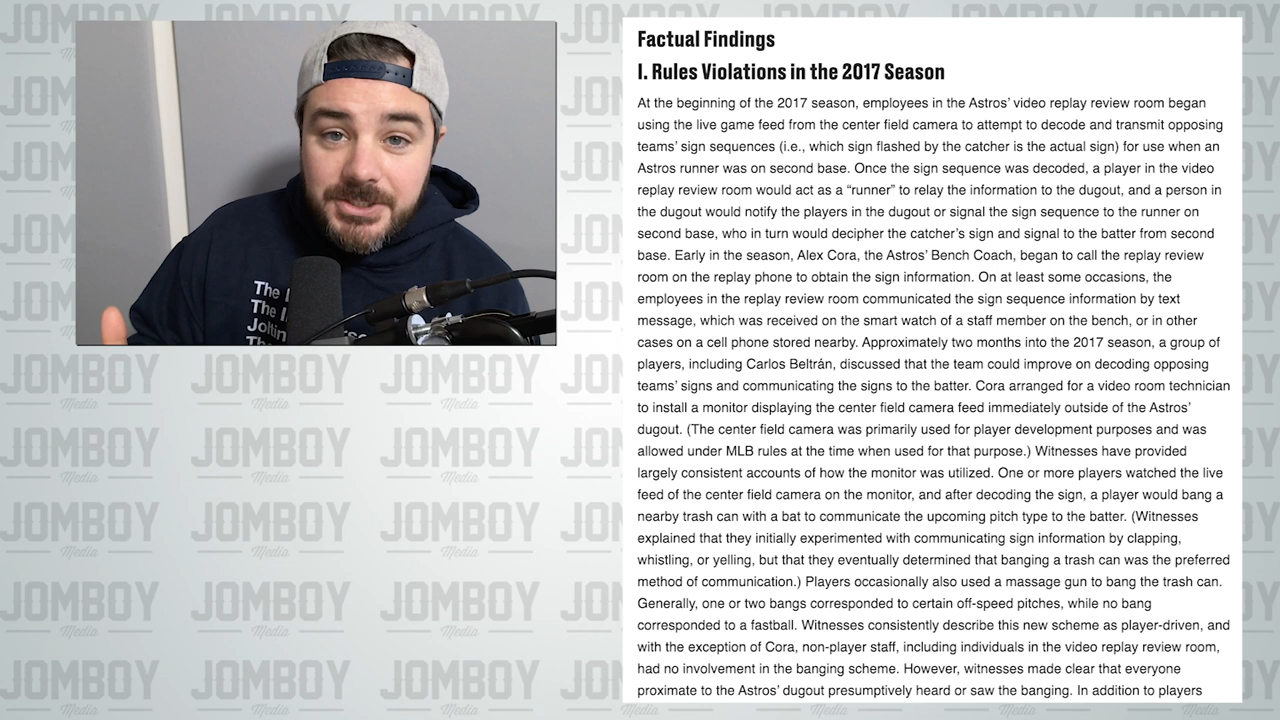 JOMBOY
Media
The
The
Joltin
Factual Findings
I. Rules Violations in the 2017 Season
At the beginning of the 2017 season, employees in the Astros’ video replay review room began
using the live game feed from the center field camera to attempt to decode and transmit opposing
teams’ sign sequences (i.e., which sign flashed by the catcher is the actual sign) for use when an
Astros runner was on second base. Once the sign sequence was decoded, a player in the video
replay review room would act as a “runner” to relay the information to the dugout, and a person in
the dugout would notify the players in the dugout or signal the sign sequence to the runner on
second base, who in turn would decipher the catcher’s sign and signal to the batter from second
base. Early in the season, Alex Cora, the Astros’ Bench Coach, began to call the replay review
room on the replay phone to obtain the sign information. On at least some occasions, the
employees in the replay review room communicated the sign sequence information by text
message, which was received on the smart watch of a staff member on the bench, or in other
cases on a cell phone stored nearby. Approximately two months into the 2017 season, a group of
players, including Carlos Beltrán, discussed that the team could improve on decoding opposing
teams’ signs and communicating the signs to the batter. Cora arranged for a video room technician
to install a monitor displaying the center field camera feed immediately outside of the Astros’
dugout. (The center field camera was primarily used for player development purposes and was
allowed under MLB rules at the time when used for that purpose.) Witnesses have provided
largely consistent accounts of how the monitor was utilized. One or more players watched the live
feed of the center field camera on the monitor, and after decoding the sign, a player would bang a
nearby trash can with a bat to communicate the upcoming pitch type to the batter. (Witnesses
explained that they initially experimented with communicating sign information by clapping,
whistling, or yelling, but that they eventually determined that banging a trash can was the preferred
method of communication.) Players occasionally also used a massage gun to bang the trash can.
Generally, one or two bangs corresponded to certain off-speed pitches, while no bang
corresponded to a fastball. Witnesses consistently describe this new scheme as player-driven, and
with the exception of Cora, non-player staff, including individuals in the video replay review room,
had no involvement in the banging scheme. However, witnesses made clear that everyone
proximate to the Astros’ dugout presumptively heard or saw the banging. In addition to players